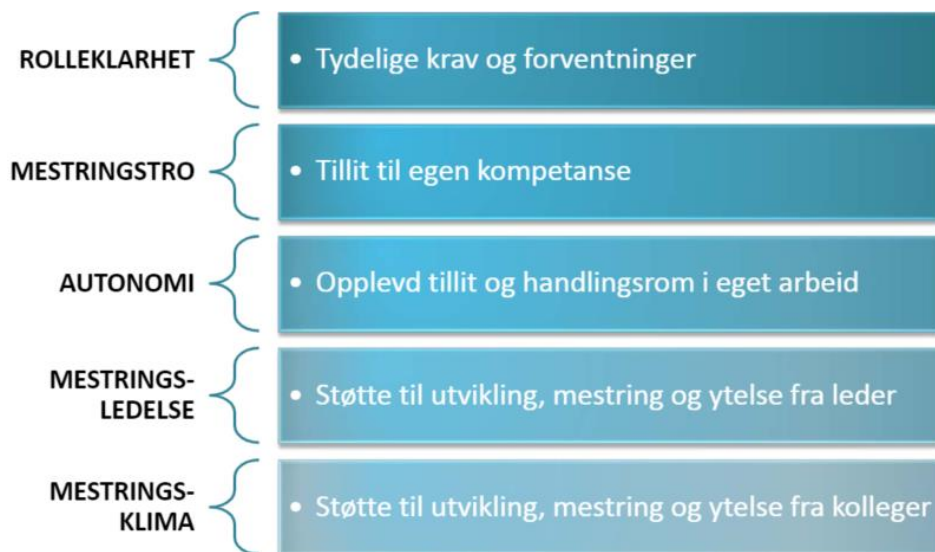 ROLLEKLARHET
• Tydelige krav og forventninger
MESTRINGSTRO
• Tillit til egen kompetanse
AUTONOMI
• Opplevd tillit og handlingsrom i eget arbeid
MESTRINGS-
LEDELSE
• Støtte til utvikling, mestring og ytelse fra leder
MESTRINGS-
KLIMA
• Støtte til utvikling, mestring og ytelse fra kolleger